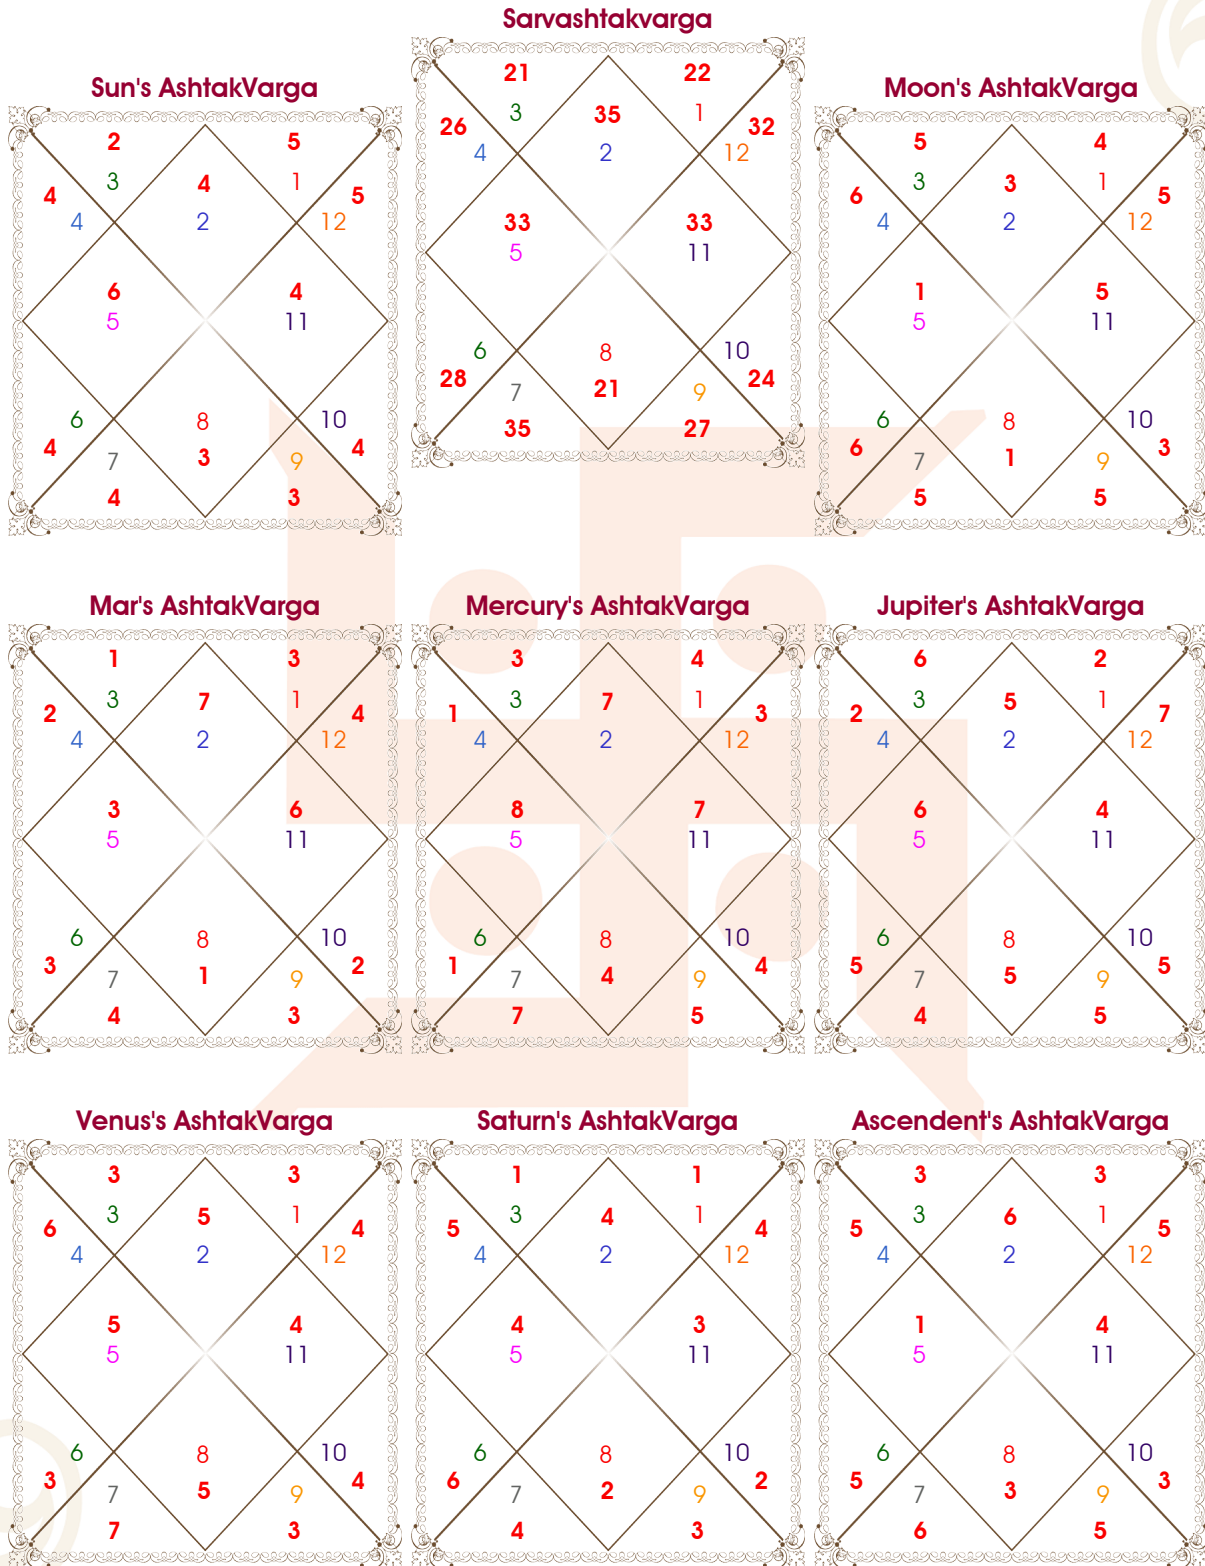 Sarvashtakvarga
21 22
3 35 1
26 32
4 2 12
33 33
5 11
6 8 10
28 21 24
7 9
35 27
Sun's AshtakVarga
2 5
3 4 1
4 5
4 2 12
6 4
5 11
6 8 10
4 3 4
7 9
4 3
Moon's AshtakVarga
5 4
3 3 1
6 5
4 2 12
1 5
5 11
6 8 10
6 1 3
7 9
5 5
Mar's AshtakVarga
1 3
3 7 1
2 4
4 2 12
3 6
5 11
6 8 10
3 1 2
7 9
4 3
Mercury's AshtakVarga
3 4
3 7 1
1 3
4 2 12
8 7
5 11
6 8 10
1 4 4
7 9
7 5
Jupiter's AshtakVarga
6 2
3 5 1
2 7
4 2 12
6 4
5 11
6 8 10
5 5 5
7 9
4 5
Venus's AshtakVarga
3 3
3 5 1
6 4
4 2 12
5 4
5 11
6 8 10
3 5 4
7 9
7 3
Saturn's AshtakVarga
1 1
3 4 1
5 4
4 2 12
4 3
5 11
6 8 10
6 2 2
7 9
4 3
Ascendent's AshtakVarga
3 3
3 6 1
5 5
4 2 12
1 4
5 11
6 8 10
5 3 3
7 9
6 5